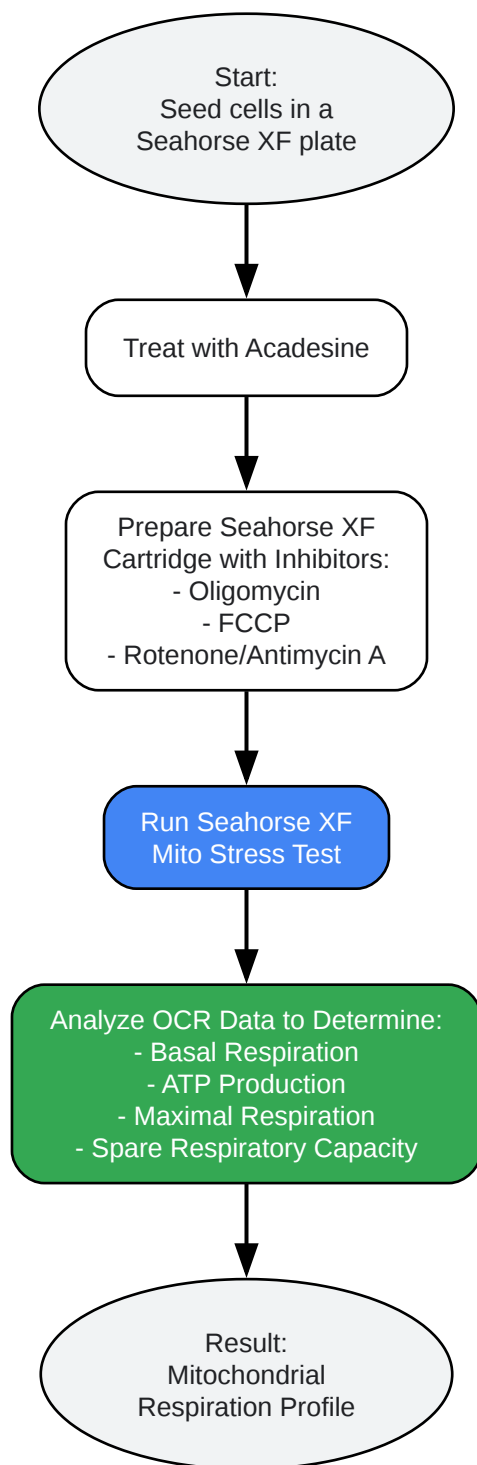 Start:
Seed cells in a
Seahorse XF plate
Treat with Acadesine
Prepare Seahorse XF
Cartridge with Inhibitors:
- Oligomycin
- FCCP
- Rotenone/Antimycin A
Run Seahorse XF
Mito Stress Test
Analyze OCR Data to Determine:
- Basal Respiration
- ATP Production
- Maximal Respiration
- Spare Respiratory Capacity
Result:
Mitochondrial
Respiration Profile